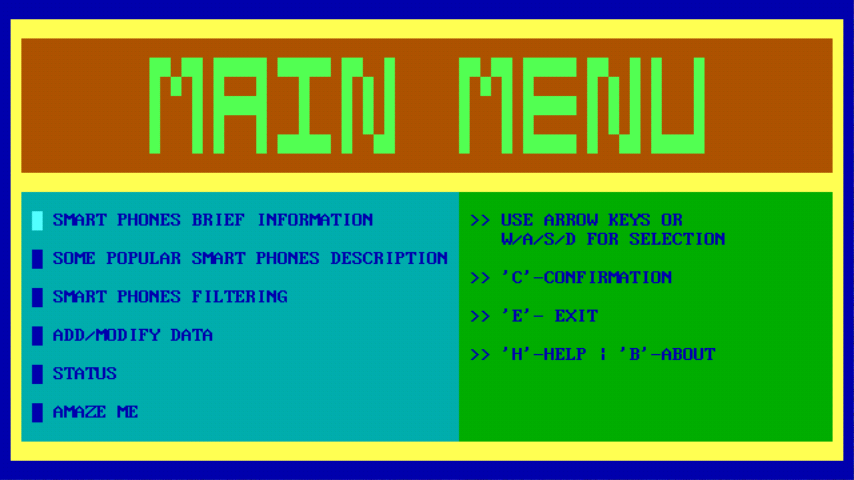 MAIN MENU
SMART PHONES BRIEF INFORMATION
SOME POPULAR SMART PHONES DESCRIPTION
SMART PHONES FILTERING
ADD/MODIFY DATA
STATUS
AMAZE ME
>> USE ARROW KEYS OR
W/A/S/D FOR SELECTION
>> 'C'-CONFIRMATION
>> 'E'- EXIT
>> 'H'-HELP | 'B'-ABOUT